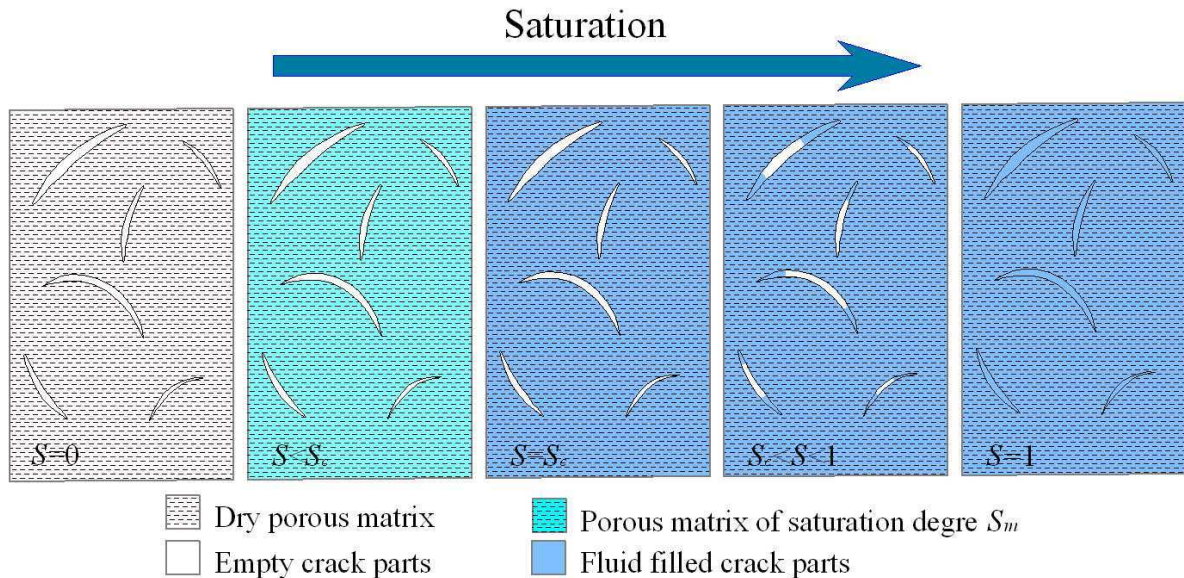 Saturation
S=0
S<Sc
S=Sc
Sc<S<1
S=1
Dry porous matrix
Porous matrix of saturation degre Sm
Empty crack parts
Fluid filled crack parts